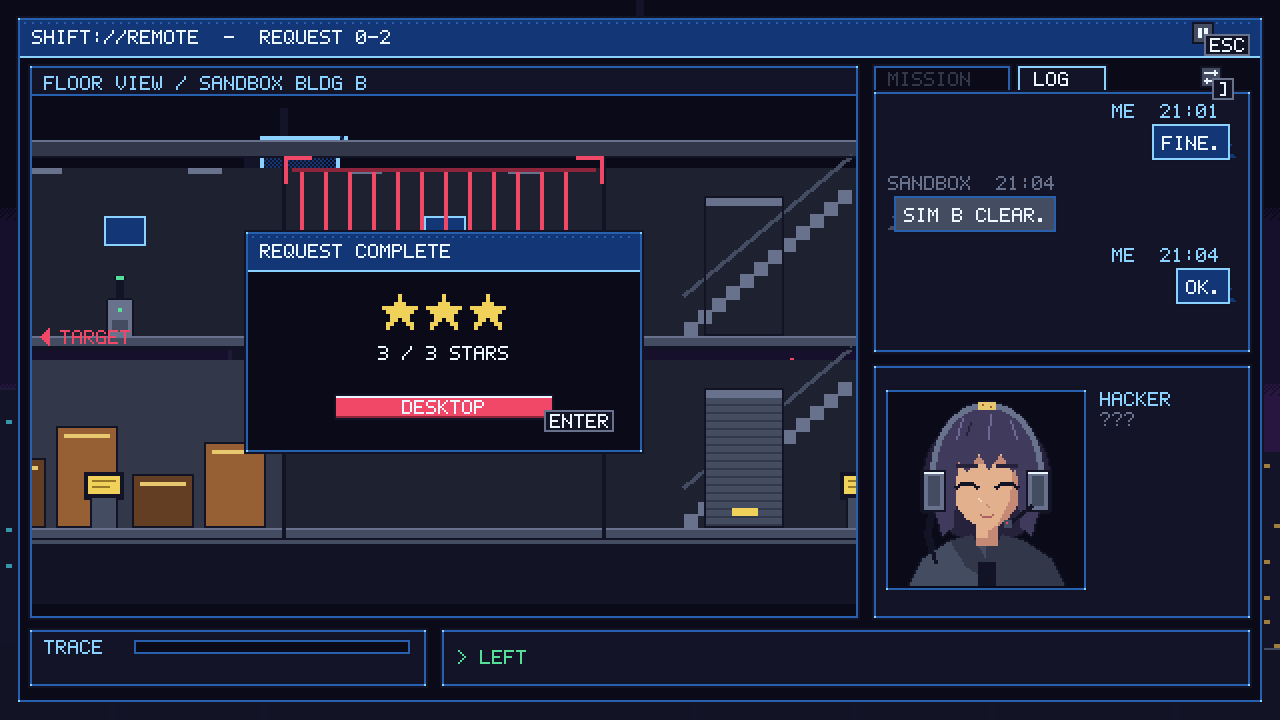 SHIFT://REMOTE  —  REQUEST 0-2
ESC
FLOOR VIEW / SANDBOX BLDG B
TARGET
REQUEST COMPLETE
3 / 3 STARS
DESKTOP
ENTER
MISSION
LOG
]
ME 21:01
FINE.
SANDBOX 21:04
SIM B CLEAR.
ME 21:04
OK.
HACKER
???
TRACE
> LEFT